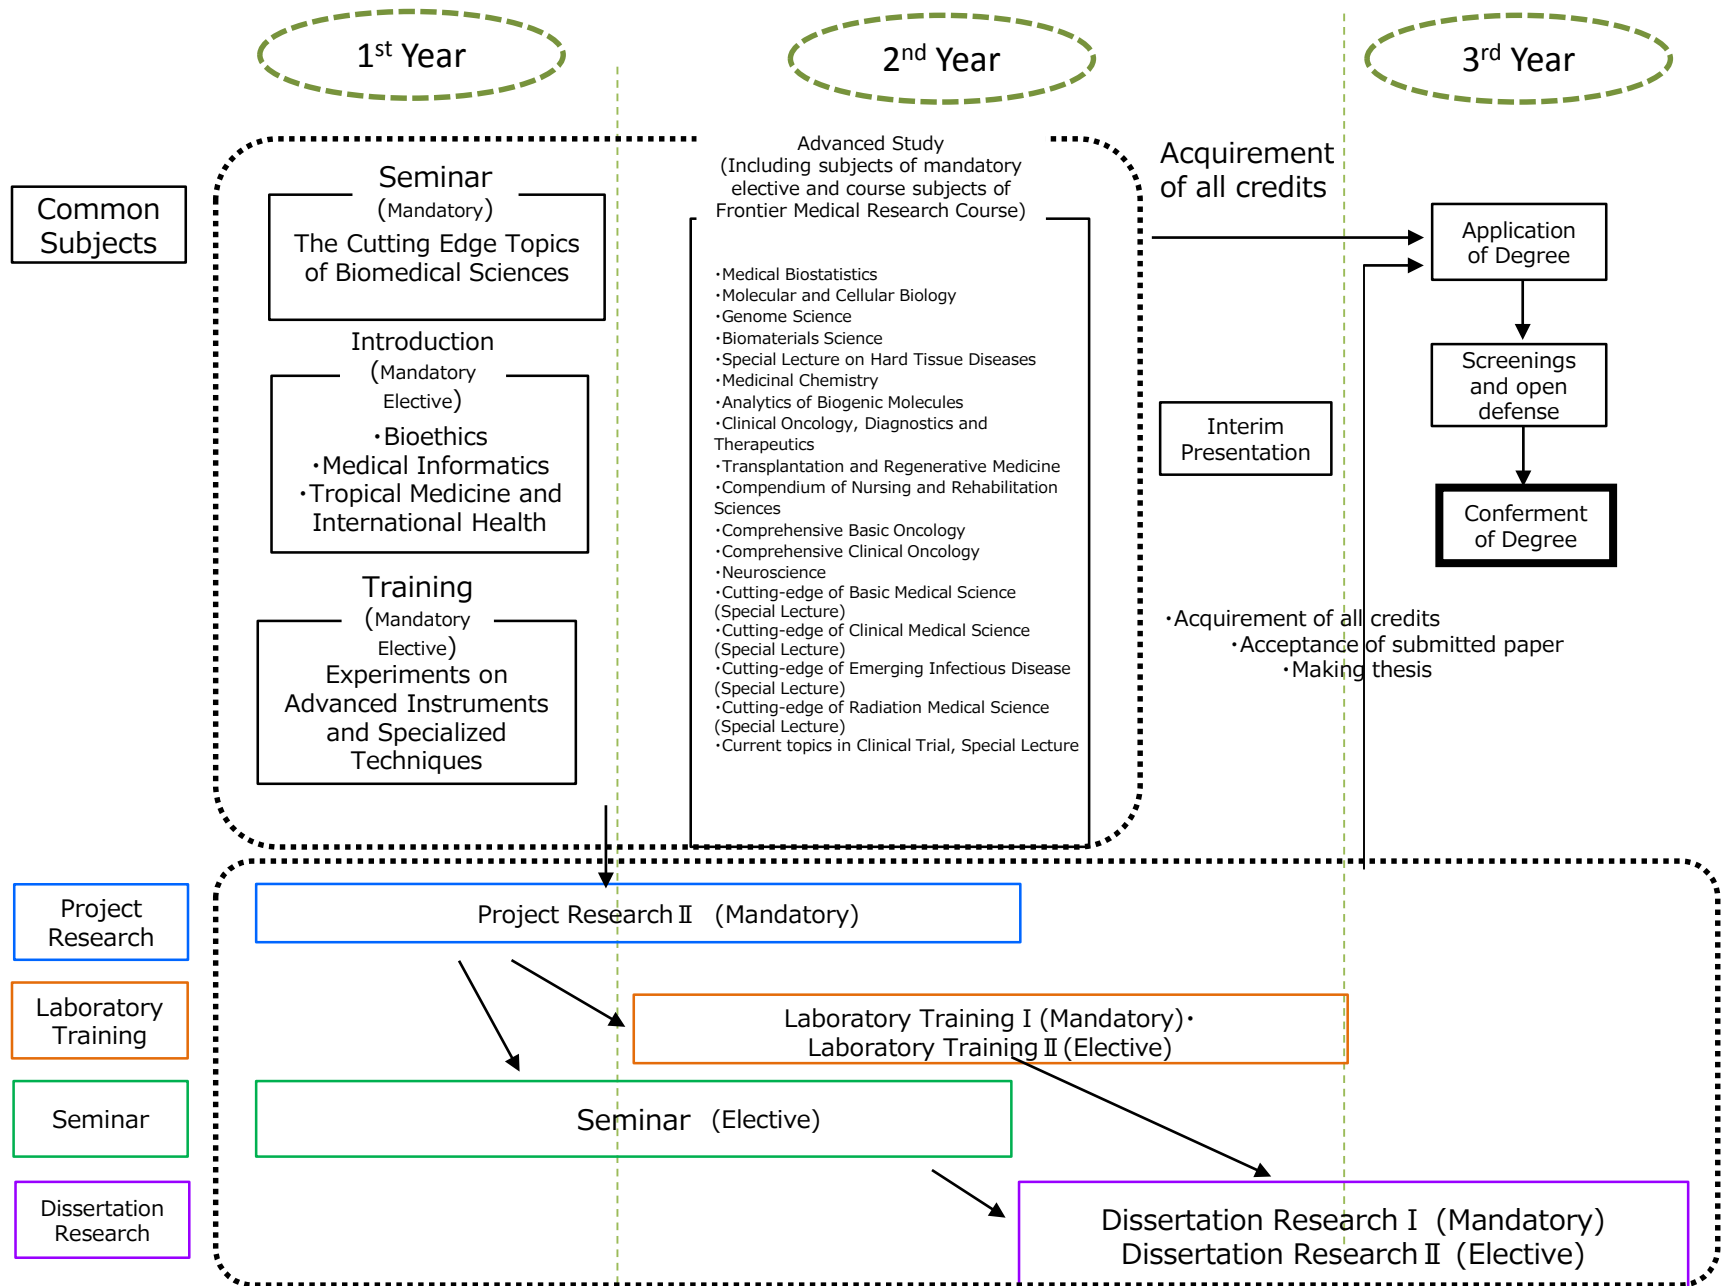 1st Year
2nd Year
3rd Year
Common
Subjects
Seminar
(Mandatory)
The Cutting Edge Topics
of Biomedical Sciences
Introduction
(Mandatory
Elective)
・Bioethics
・Medical Informatics
・Tropical Medicine and
International Health
Training
(Mandatory
Elective)
Experiments on
Advanced Instruments
and Specialized
Techniques
Advanced Study
(Including subjects of mandatory
elective and course subjects of
Frontier Medical Research Course)
・Medical Biostatistics
・Molecular and Cellular Biology
・Genome Science
・Biomaterials Science
・Special Lecture on Hard Tissue Diseases
・Medicinal Chemistry
・Analytics of Biogenic Molecules
・Clinical Oncology, Diagnostics and
Therapeutics
・Transplantation and Regenerative Medicine
・Compendium of Nursing and Rehabilitation
Sciences
・Comprehensive Basic Oncology
・Comprehensive Clinical Oncology
・Neuroscience
・Cutting-edge of Basic Medical Science
(Special Lecture)
・Cutting-edge of Clinical Medical Science
(Special Lecture)
・Cutting-edge of Emerging Infectious Disease
(Special Lecture)
・Cutting-edge of Radiation Medical Science
(Special Lecture)
・Current topics in Clinical Trial, Special Lecture
Acquirement
of all credits
Interim
Presentation
Application
of Degree
Screenings
and open
defense
Conferment
of Degree
・Acquirement of all credits
・Acceptance of submitted paper
・Making thesis
Project
Research
Project Research Ⅱ (Mandatory)
Laboratory
Training
Laboratory Training Ⅰ (Mandatory)・
Laboratory Training Ⅱ (Elective)
Seminar
Seminar (Elective)
Dissertation
Research
Dissertation Research Ⅰ (Mandatory)
Dissertation Research Ⅱ (Elective)